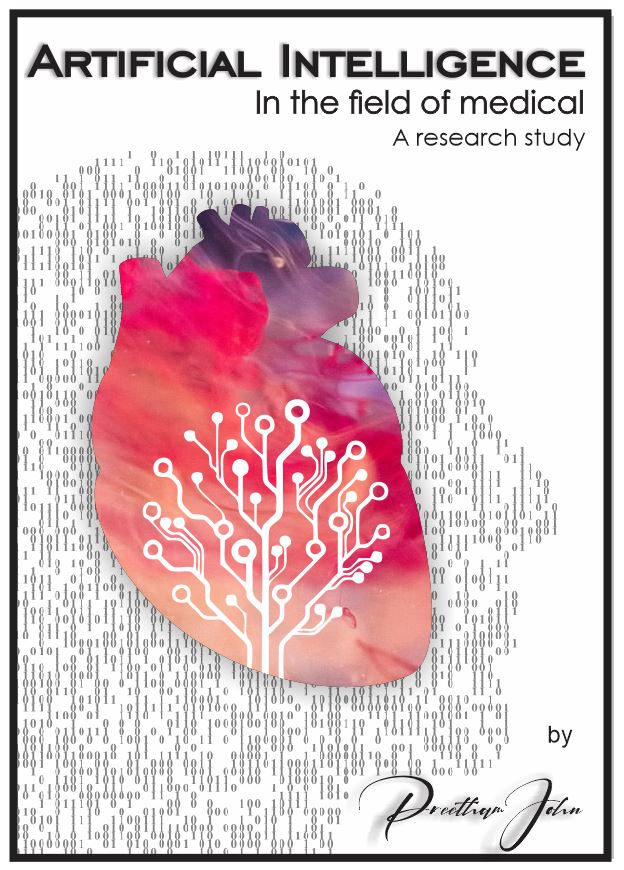 Artificial Intelligence
In the field of medical
A research study
by
Preetham John